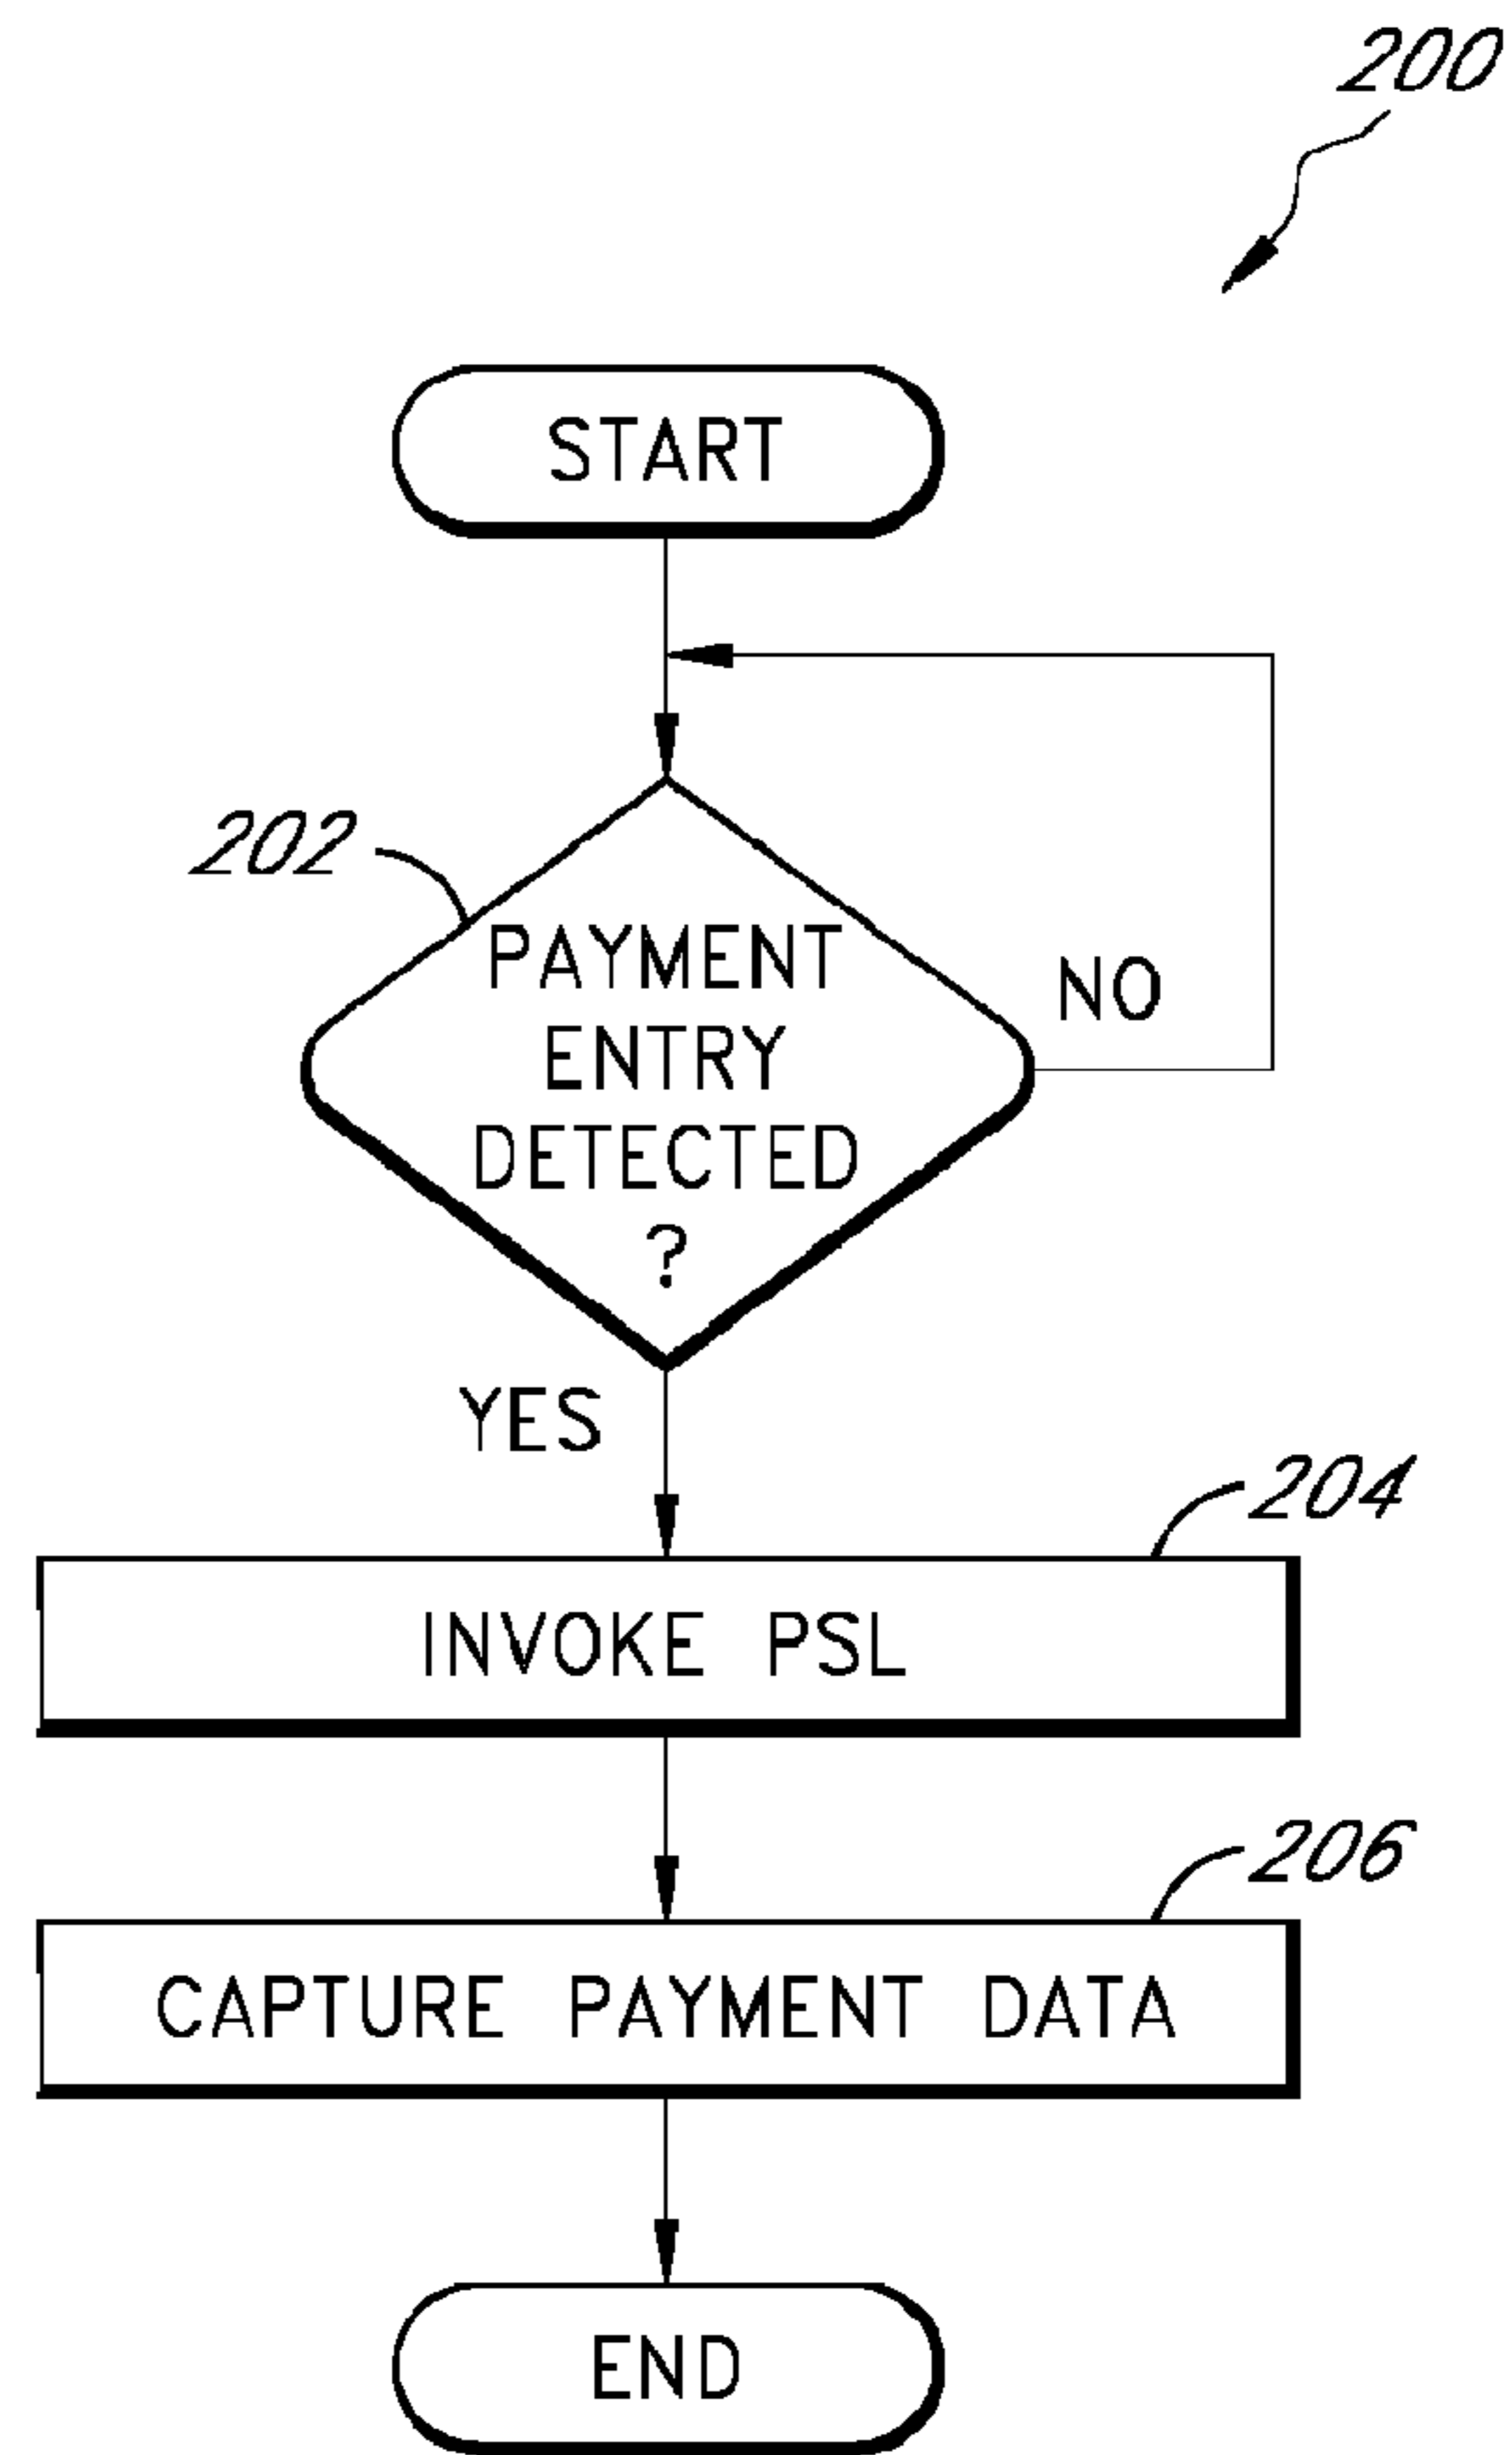 200
START
202
PAYMENT
ENTRY
DETECTED
?
NO
YES
204
INVOKE PSL
206
CAPTURE PAYMENT DATA
END